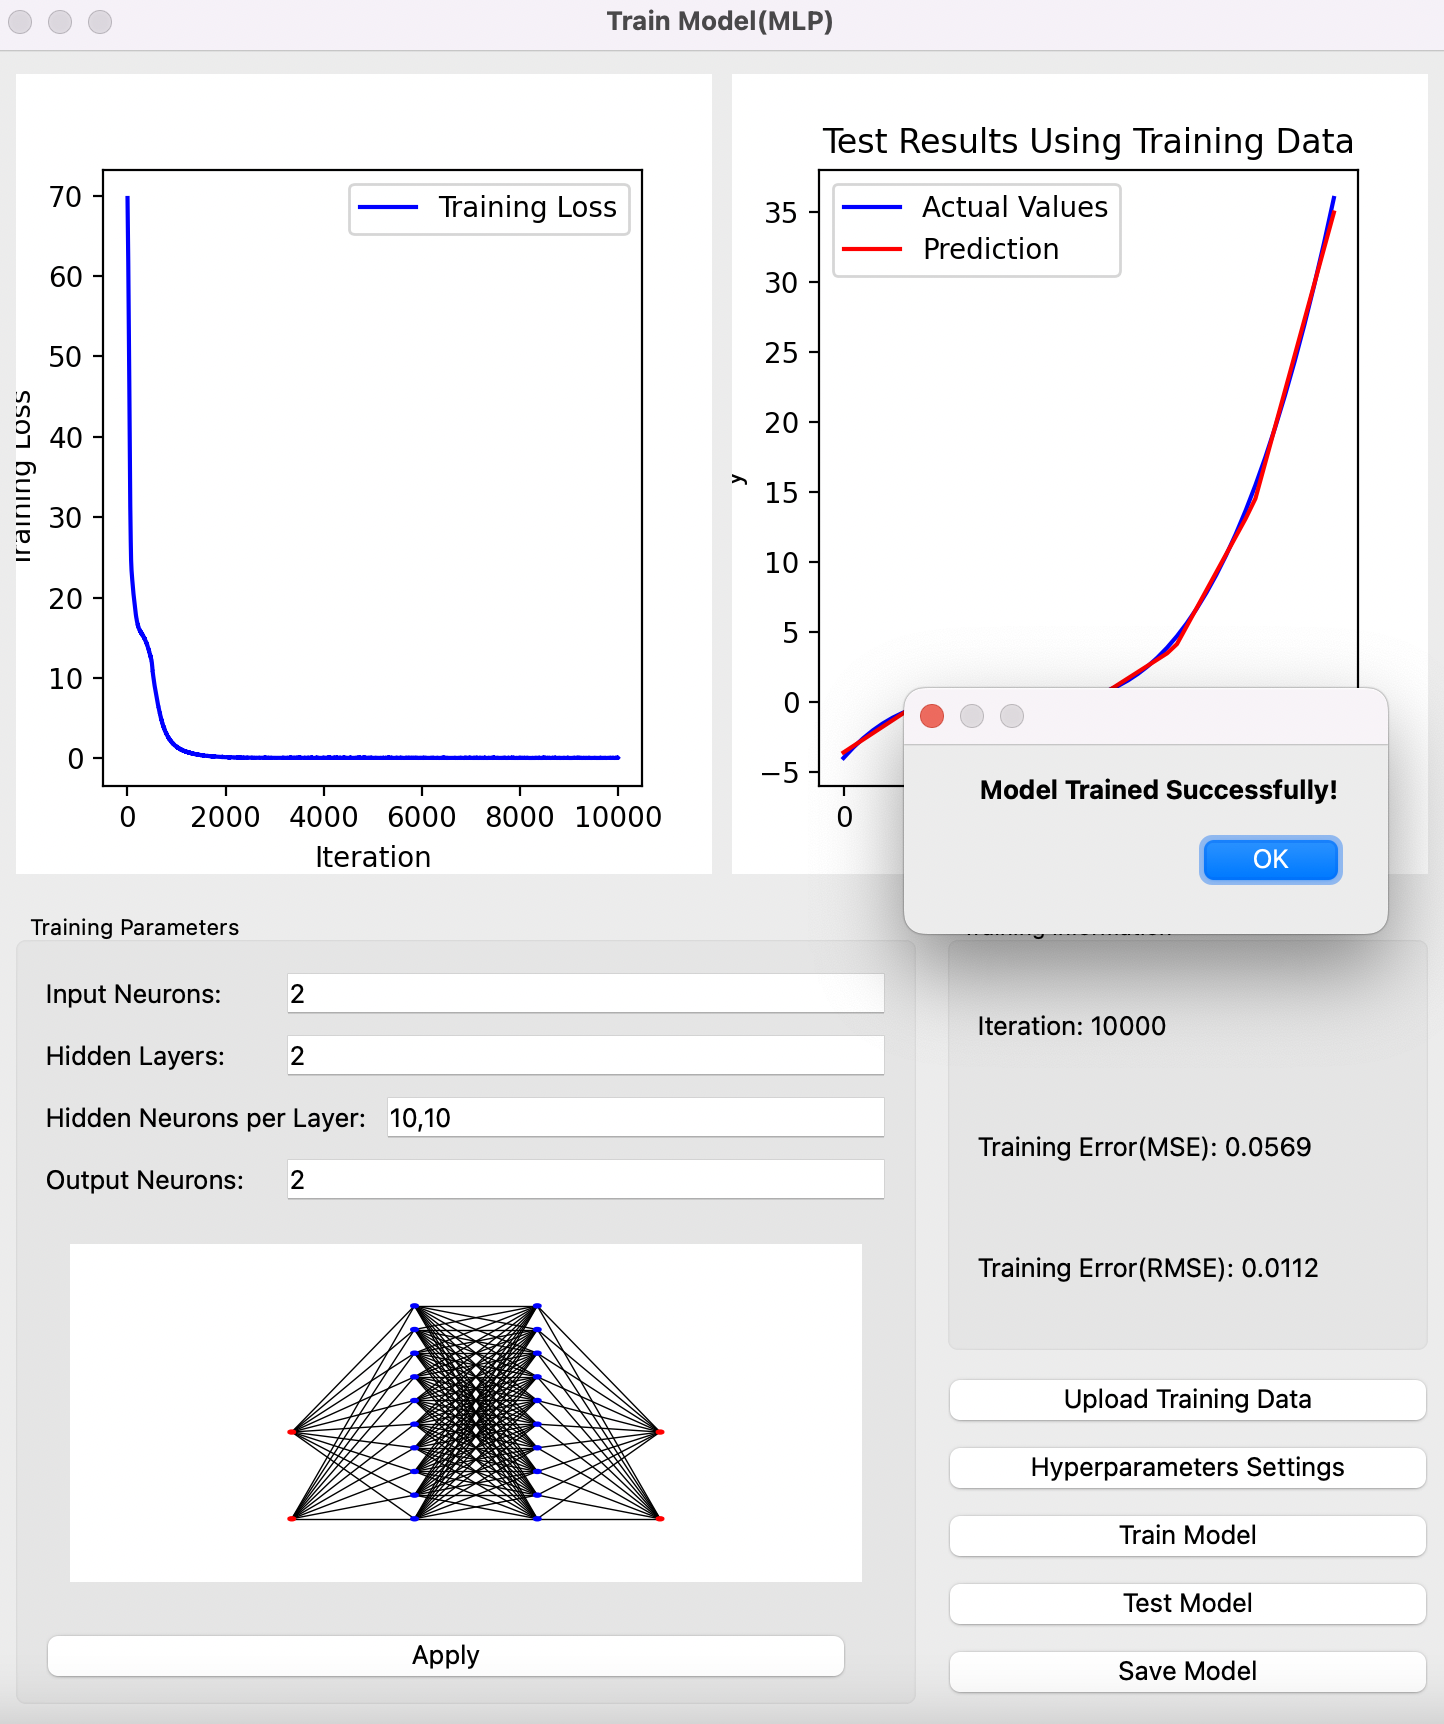 Train Model(MLP)
70
60
50
40
30
20
10
0
Training Loss
Training Loss
0 2000 4000 6000 8000 10000
Iteration
Test Results Using Training Data
35
30
25
20
15
10
5
0
−5
y
Actual Values
Prediction
0
Model Trained Successfully!
OK
Training Parameters
Input Neurons: 2
Hidden Layers: 2
Hidden Neurons per Layer: 10,10
Output Neurons: 2
Apply
Training Information
Iteration: 10000
Training Error(MSE): 0.0569
Training Error(RMSE): 0.0112
Upload Training Data
Hyperparameters Settings
Train Model
Test Model
Save Model